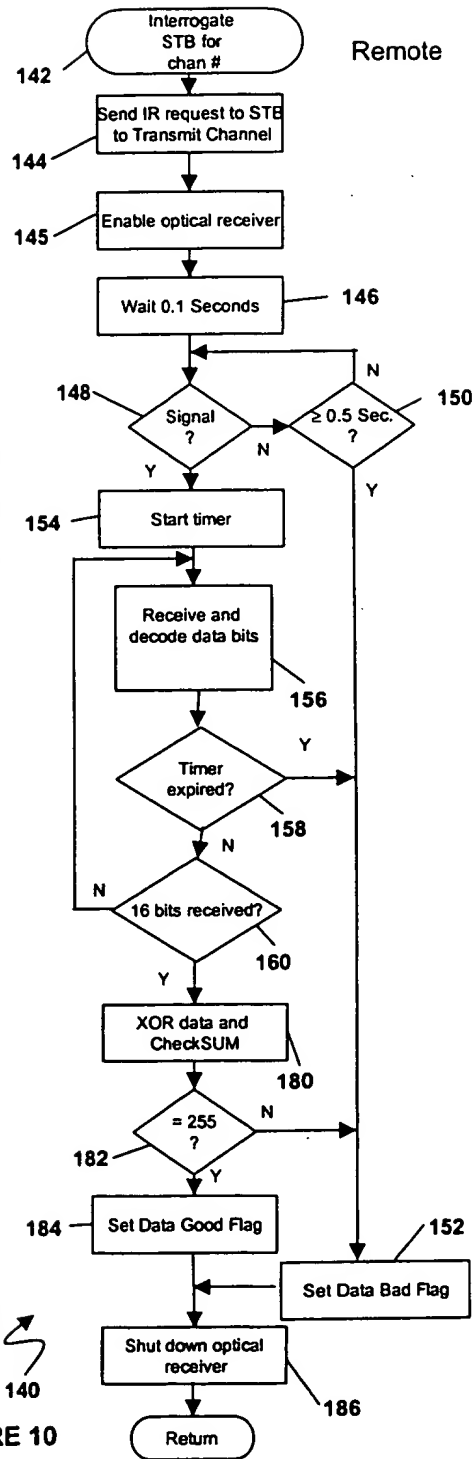 Interrogate
STB for
chan #
Remote
142
Send IR request to STB
to Transmit Channel
144
Enable optical receiver
145
Wait 0.1 Seconds
146
N
148
Signal
?
N
≥ 0.5 Sec.
?
150
Y
Y
154
Start timer
Receive and
decode data bits
156
Y
Timer
expired?
158
N
N
16 bits received?
160
Y
XOR data and
CheckSUM
180
N
= 255
?
182
Y
184
Set Data Good Flag
152
Set Data Bad Flag
Shut down optical
receiver
140
186
RE 10
Return